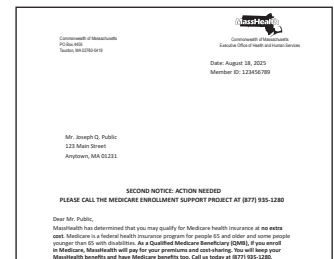 MassHealth
Commonwealth of Massachusetts
Executive Office of Health and Human Services
Commonwealth of Massachusetts
PO Box 4405
Taunton, MA 02780-0419
Date: August 18, 2025
Member ID: 123456789
Mr. Joseph Q. Public
123 Main Street
Anytown, MA 01231
SECOND NOTICE: ACTION NEEDED
PLEASE CALL THE MEDICARE ENROLLMENT SUPPORT PROJECT AT (877) 935-1280
Dear Mr. Public,
MassHealth has determined that you may qualify for Medicare health insurance at no extra
cost. Medicare is a federal health insurance program for people 65 or older and some people
younger than 65 with disabilities. As a Qualified Medicare Beneficiary (QMB), if you enroll
in Medicare, MassHealth will pay for your premiums and cost-sharing. You will keep your
MassHealth benefits and have Medicare benefits too. Call us today at (877) 935-1280.